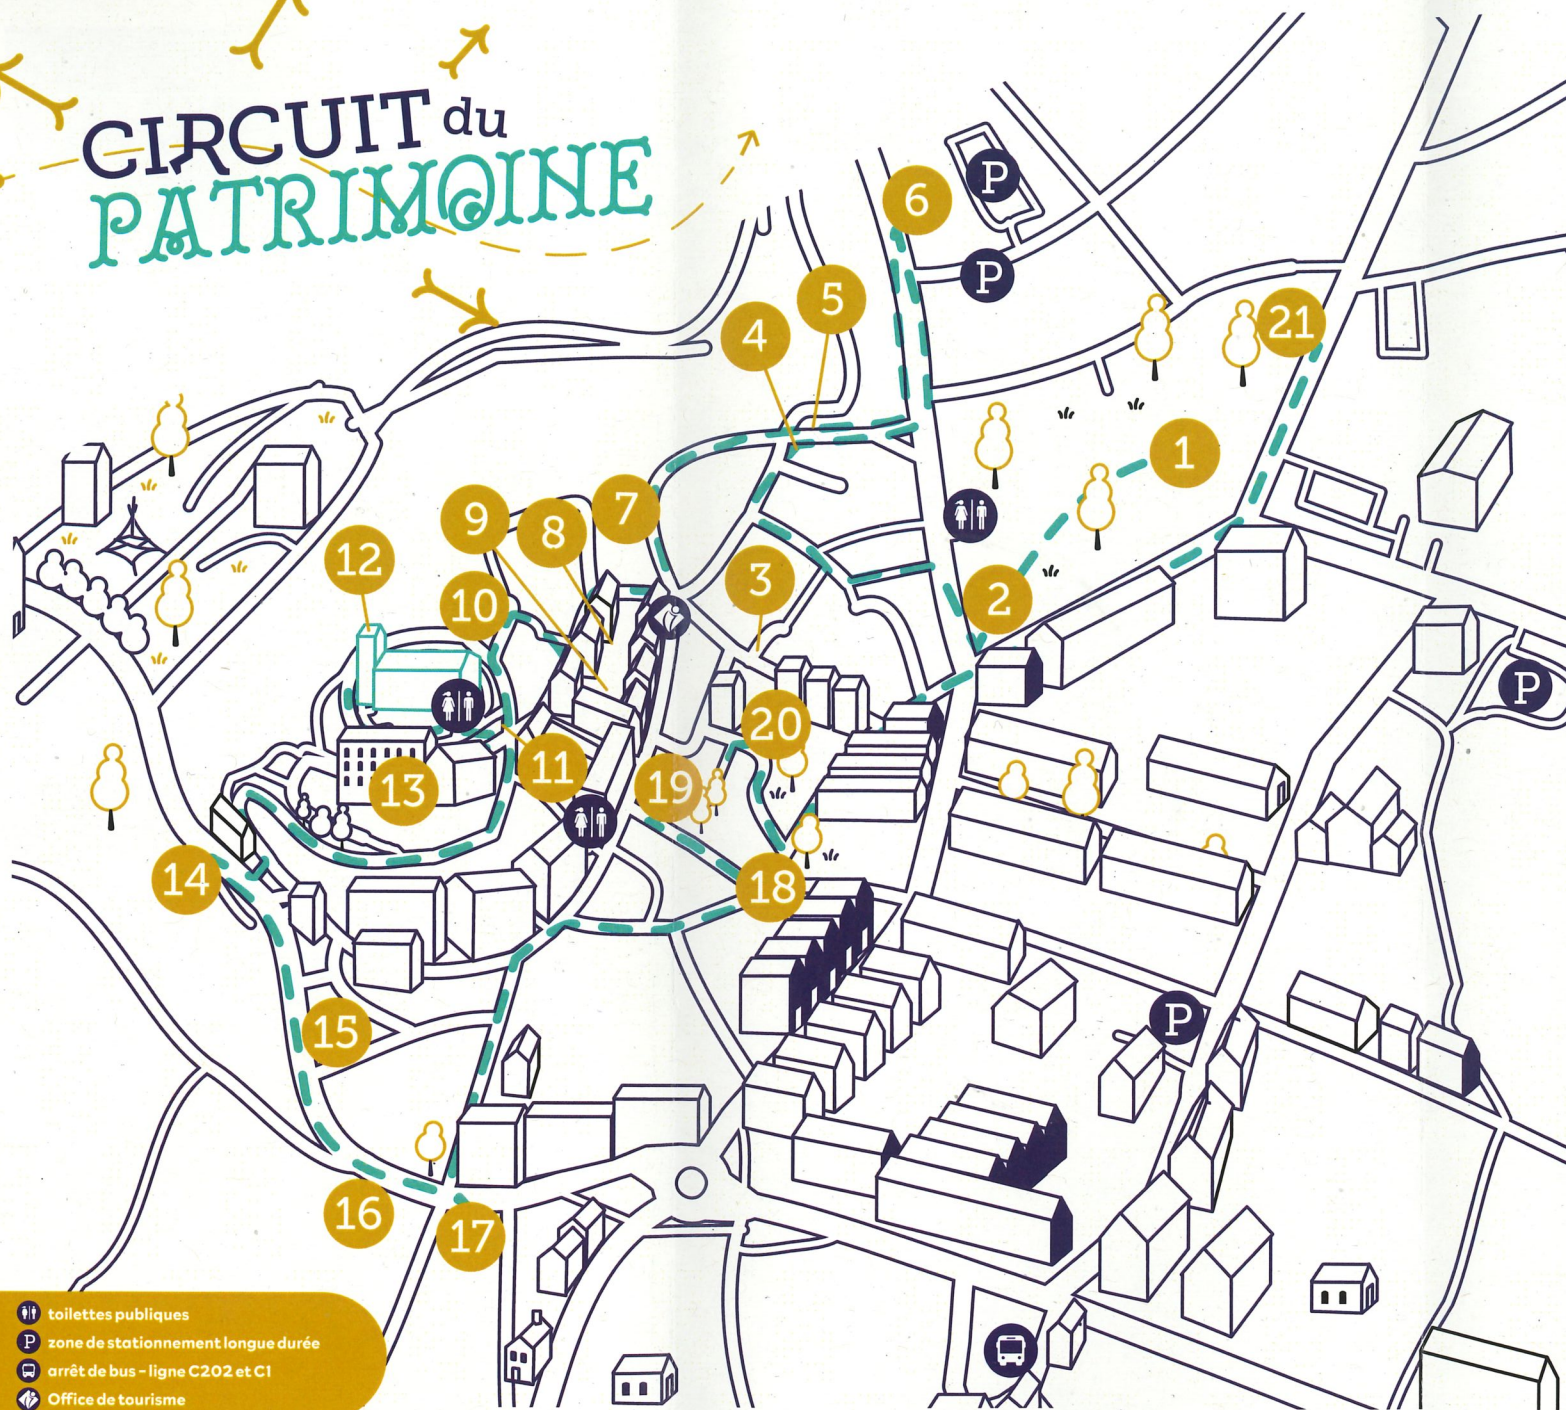 CIRCUIT du
PATRIMOINE
6
P
P
5
4
21
1
7
9
8
12
3
2
10
P
20
11
19
13
14
18
15
P
16
17
toilettes publiques
P zone de stationnement longue durée
arrêt de bus - ligne C202 et C1
Office de tourisme